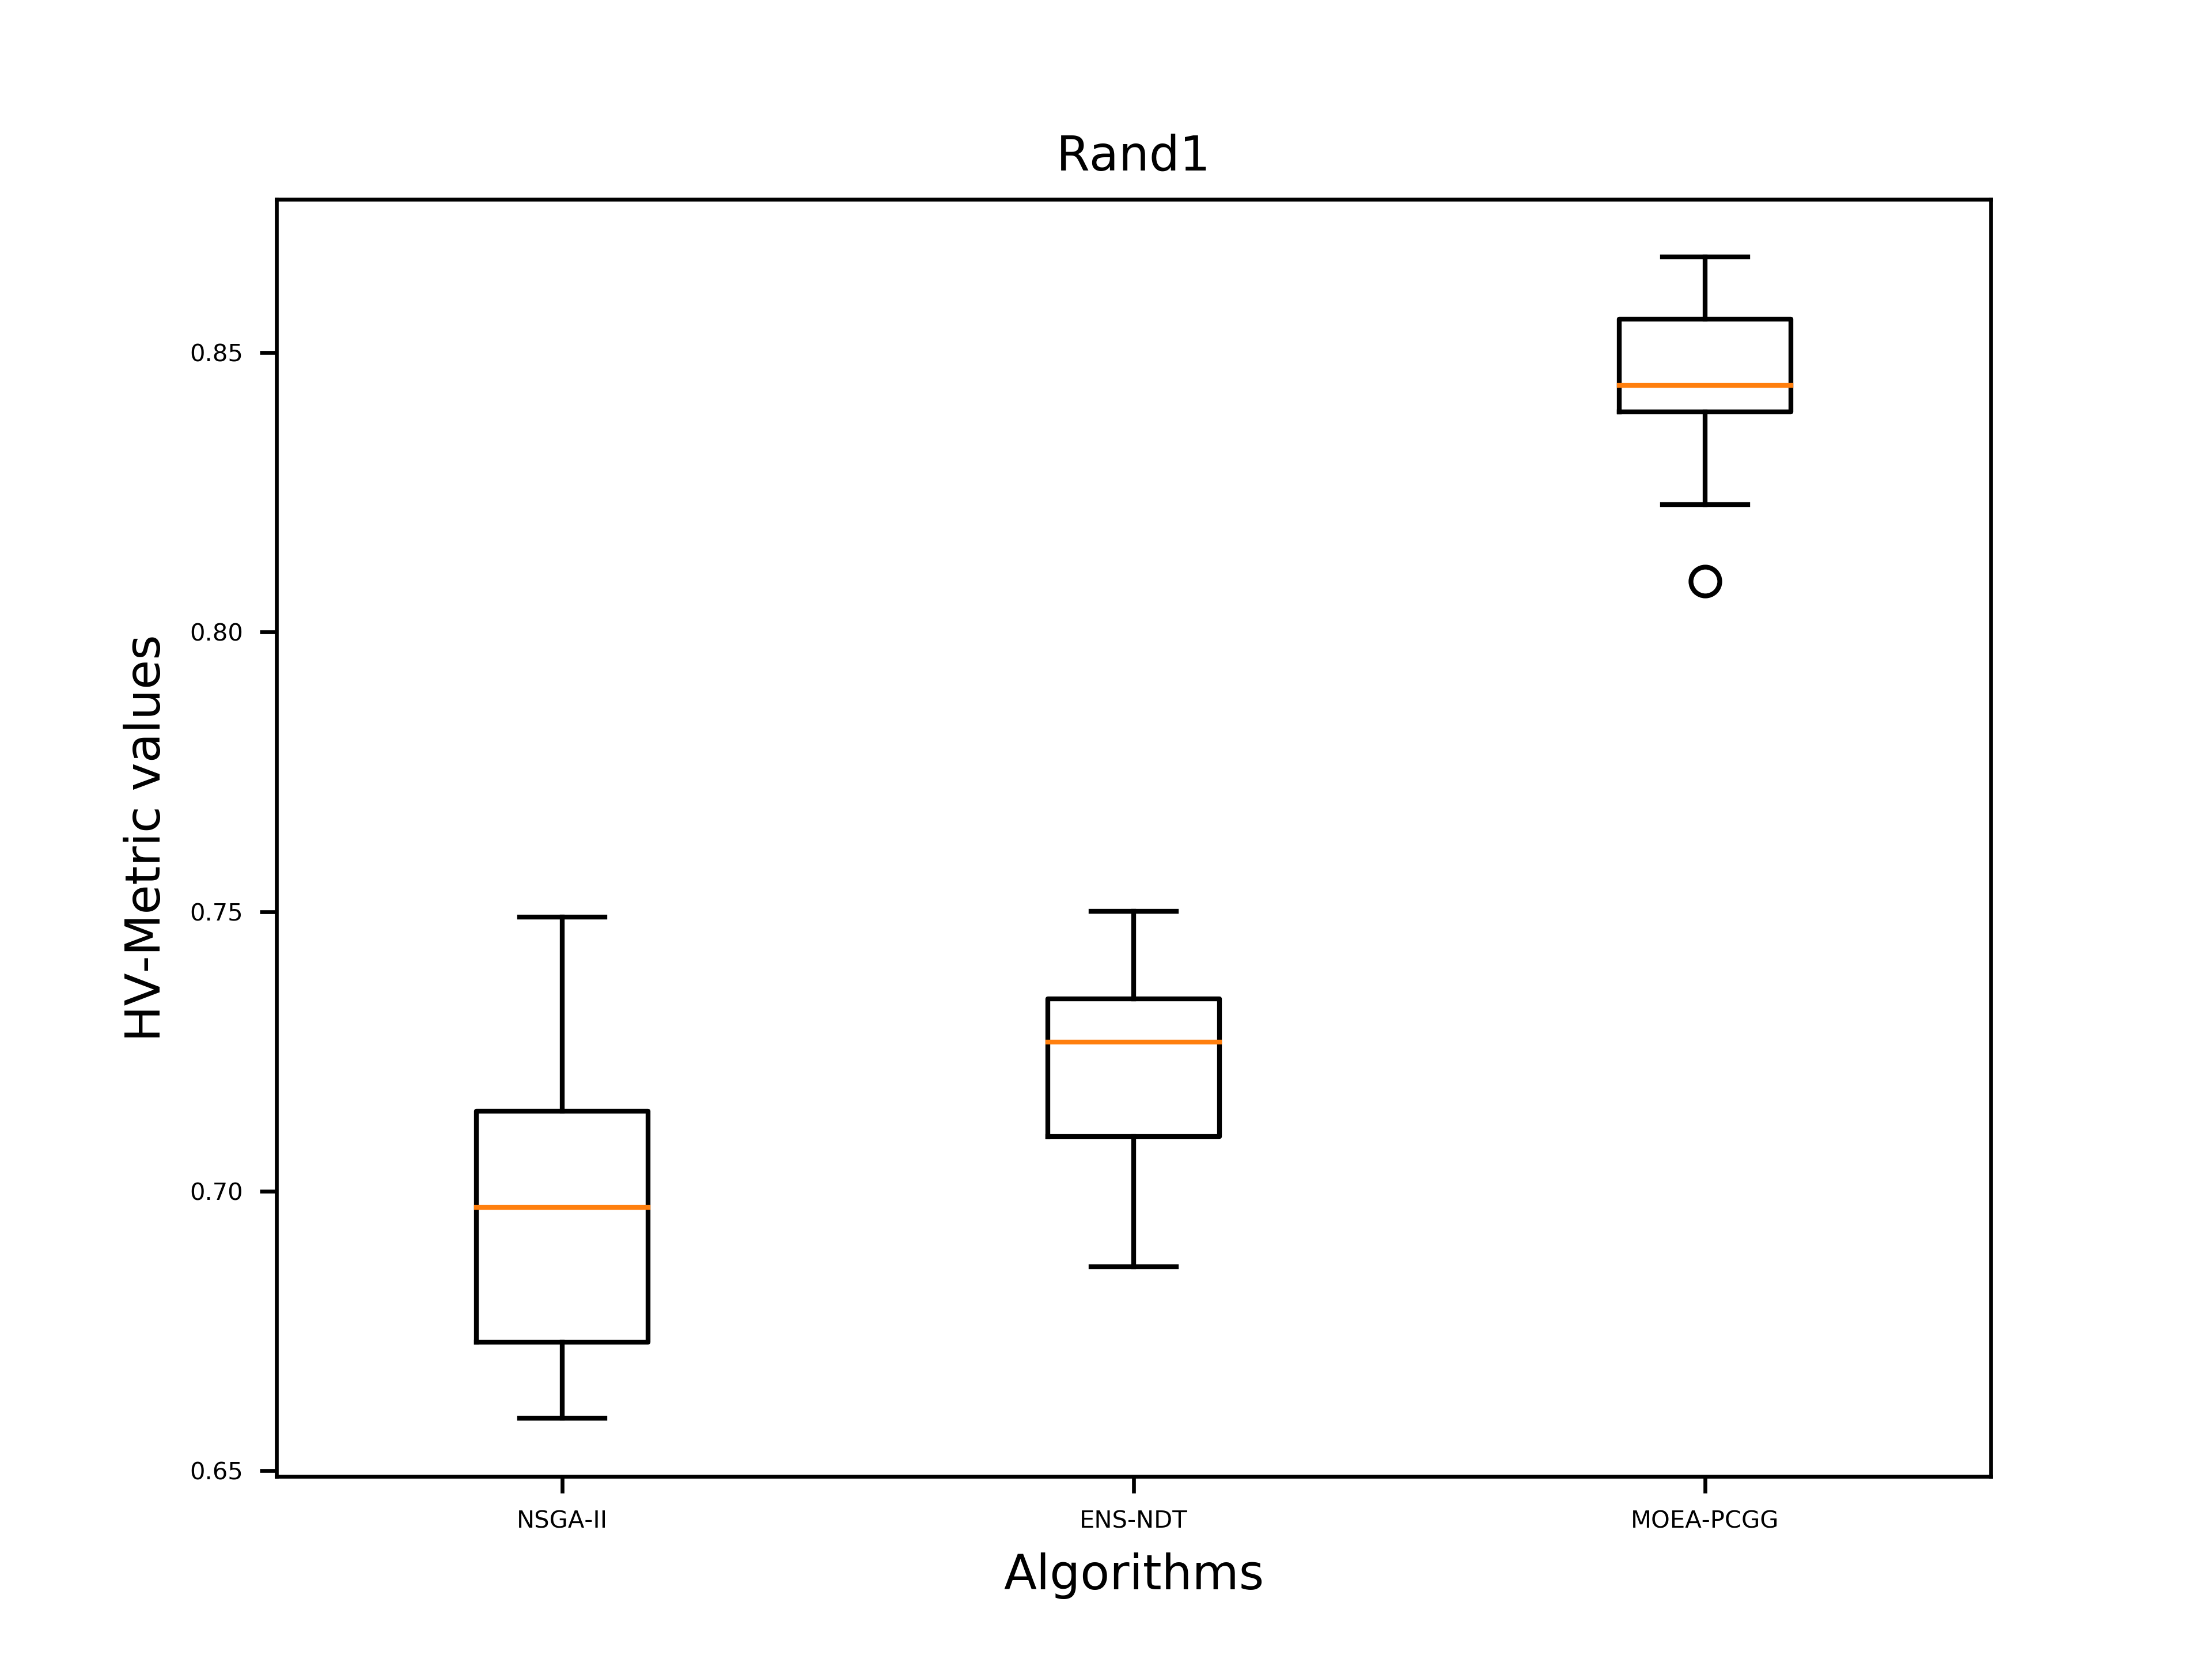 Rand1
HV-Metric values
0.85
0.80
0.75
0.70
0.65
NSGA-II
ENS-NDT
MOEA-PCGG
Algorithms